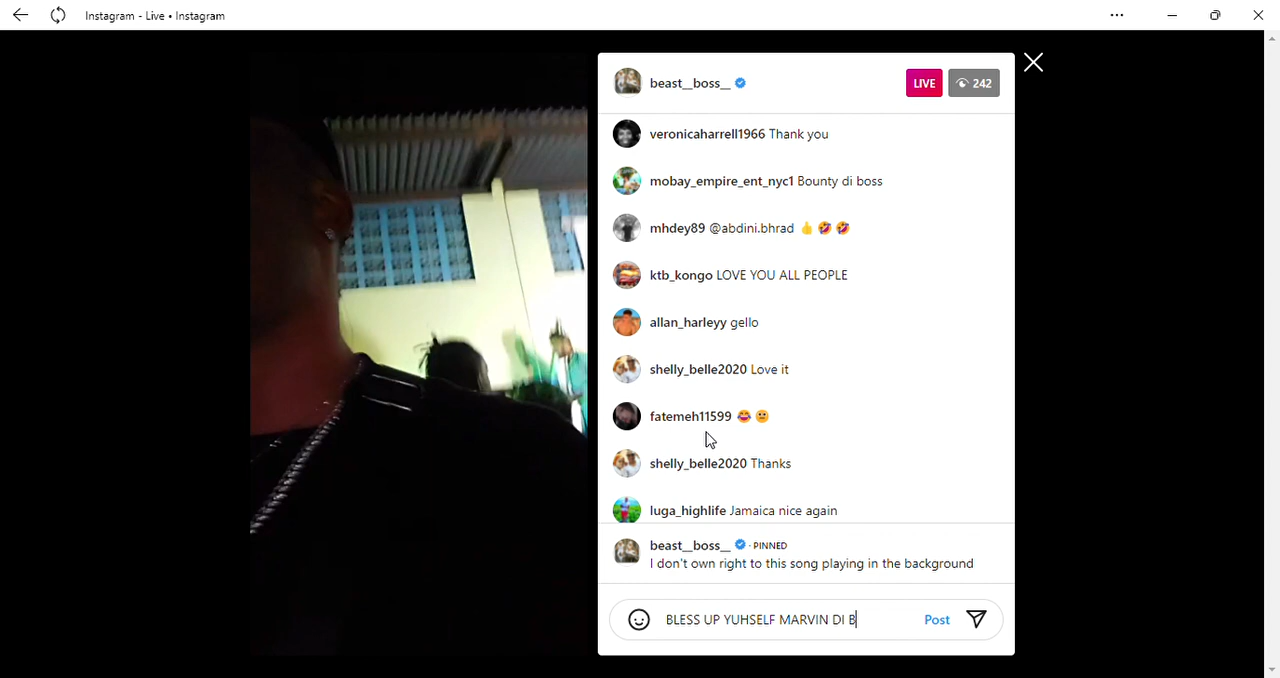 Instagram - Live • Instagram
beast__boss__ LIVE 242
veronicaharrell1966 Thank you
mobay_empire_ent_nyc1 Bounty di boss
mhdey89 @abdini.bhrad 👍 🤣 🤣
ktb_kongo LOVE YOU ALL PEOPLE
allan_harleyy gello
shelly_belle2020 Love it
fatemeh11599 😂 🙂
shelly_belle2020 Thanks
luga_highlife Jamaica nice again
beast__boss__ · PINNED
I don't own right to this song playing in the background
BLESS UP YUHSELF MARVIN DI B Post